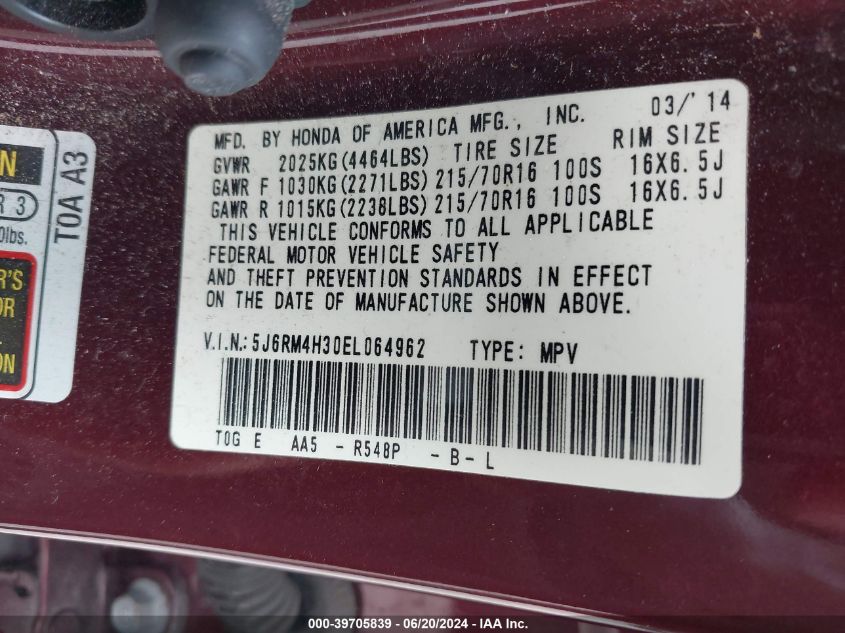 MFD. BY HONDA OF AMERICA MFG., INC. 03/'14
GVWR 2025KG(4464LBS) TIRE SIZE RIM SIZE
GAWR F 1030KG(2271LBS) 215/70R16 100S 16X6.5J
GAWR R 1015KG(2238LBS) 215/70R16 100S 16X6.5J
THIS VEHICLE CONFORMS TO ALL APPLICABLE
FEDERAL MOTOR VEHICLE SAFETY
AND THEFT PREVENTION STANDARDS IN EFFECT
ON THE DATE OF MANUFACTURE SHOWN ABOVE.
V.I.N.: 5J6RM4H30EL064962 TYPE: MPV
T0G E AA5 - R548P - B - L
T0A A3
R 3
0lbs.
000-39705839 - 06/20/2024 - IAA, Inc.